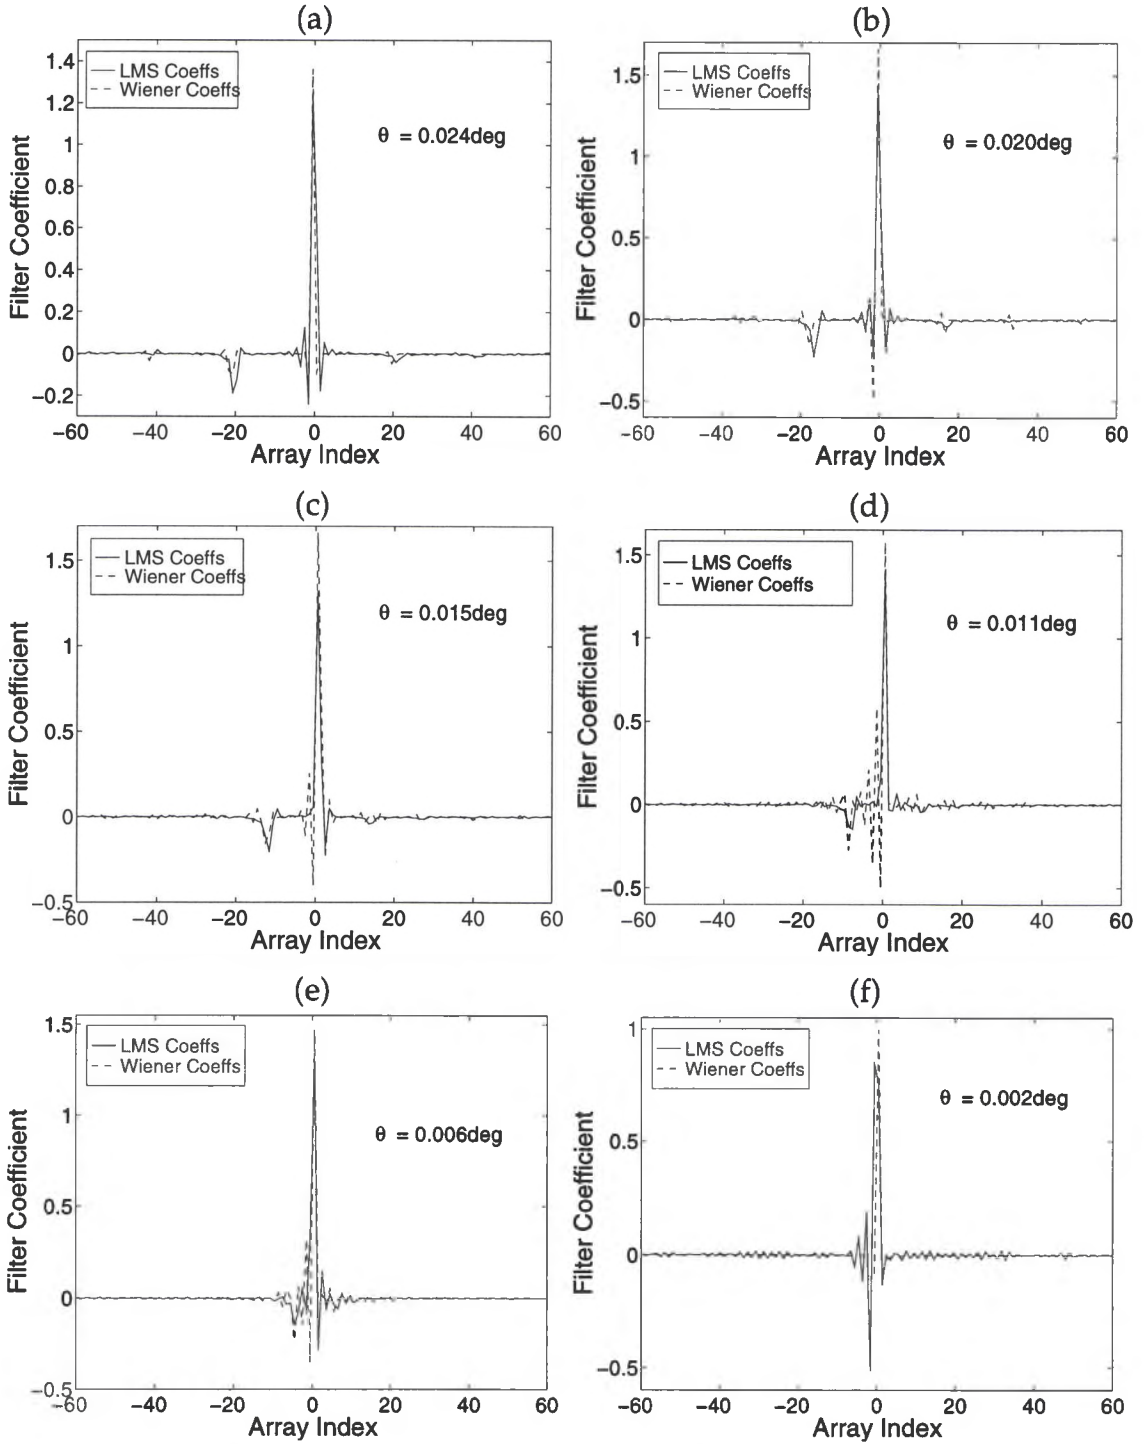 (a)
1.4
1.2
1
0.8
0.6
0.4
0.2
0
−0.2
−60 −40 −20 0 20 40 60
LMS Coeffs
Wiener Coeffs
θ = 0.024deg
Filter Coefficient
Array Index
(b)
1.5
1
0.5
0
−0.5
−60 −40 −20 0 20 40 60
LMS Coeffs
Wiener Coeffs
θ = 0.020deg
Filter Coefficient
Array Index
(c)
1.5
1
0.5
0
−0.5
−60 −40 −20 0 20 40 60
LMS Coeffs
Wiener Coeffs
θ = 0.015deg
Filter Coefficient
Array Index
(d)
1.5
1
0.5
0
−0.5
−60 −40 −20 0 20 40 60
LMS Coeffs
Wiener Coeffs
θ = 0.011deg
Filter Coefficient
Array Index
(e)
1.5
1
0.5
0
−0.5
−60 −40 −20 0 20 40 60
LMS Coeffs
Wiener Coeffs
θ = 0.006deg
Filter Coefficient
Array Index
(f)
1
0.5
0
−0.5
−60 −40 −20 0 20 40 60
LMS Coeffs
Wiener Coeffs
θ = 0.002deg
Filter Coefficient
Array Index